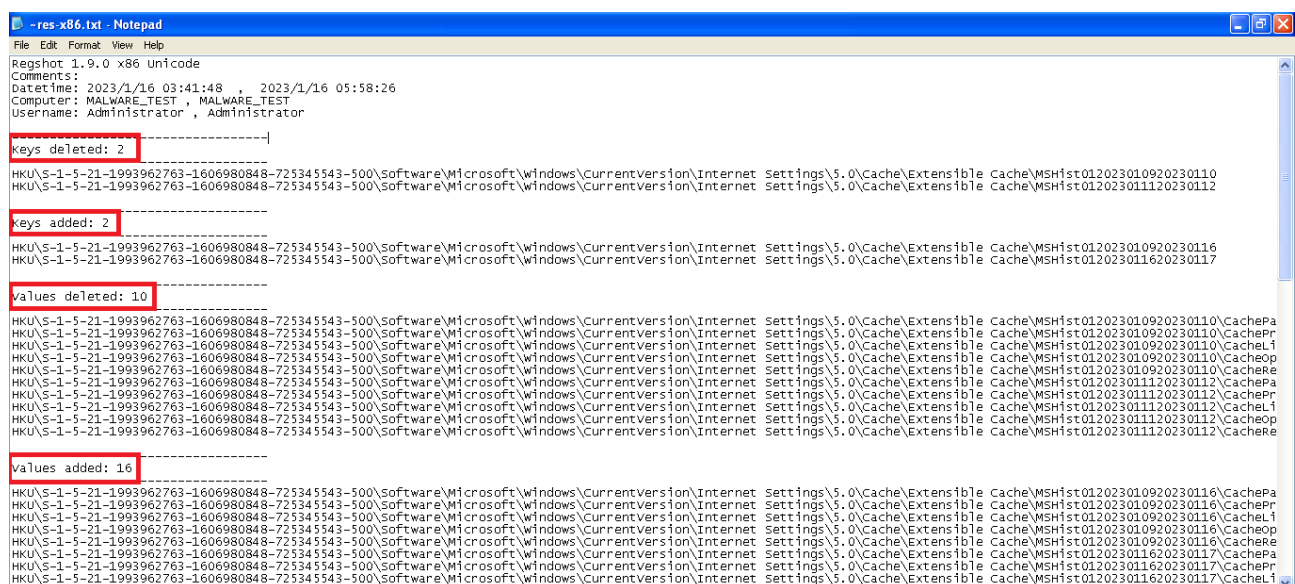 ~res-x86.txt - Notepad
File Edit Format View Help
Regshot 1.9.0 x86 Unicode
Comments:
Datetime: 2023/1/16 03:41:48 , 2023/1/16 05:58:26
Computer: MALWARE_TEST , MALWARE_TEST
Username: Administrator , Administrator
----------------------------------
Keys deleted: 2
----------------------------------
HKU\S-1-5-21-1993962763-1606980848-725345543-500\Software\Microsoft\Windows\CurrentVersion\Internet Settings\5.0\Cache\Extensible Cache\MSHist012023010920230110
HKU\S-1-5-21-1993962763-1606980848-725345543-500\Software\Microsoft\Windows\CurrentVersion\Internet Settings\5.0\Cache\Extensible Cache\MSHist012023011120230112
----------------------------------
Keys added: 2
----------------------------------
HKU\S-1-5-21-1993962763-1606980848-725345543-500\Software\Microsoft\Windows\CurrentVersion\Internet Settings\5.0\Cache\Extensible Cache\MSHist012023010920230116
HKU\S-1-5-21-1993962763-1606980848-725345543-500\Software\Microsoft\Windows\CurrentVersion\Internet Settings\5.0\Cache\Extensible Cache\MSHist012023011620230117
----------------------------------
Values deleted: 10
----------------------------------
HKU\S-1-5-21-1993962763-1606980848-725345543-500\Software\Microsoft\Windows\CurrentVersion\Internet Settings\5.0\Cache\Extensible Cache\MSHist012023010920230110\CachePa
HKU\S-1-5-21-1993962763-1606980848-725345543-500\Software\Microsoft\Windows\CurrentVersion\Internet Settings\5.0\Cache\Extensible Cache\MSHist012023010920230110\CachePr
HKU\S-1-5-21-1993962763-1606980848-725345543-500\Software\Microsoft\Windows\CurrentVersion\Internet Settings\5.0\Cache\Extensible Cache\MSHist012023010920230110\CacheLi
HKU\S-1-5-21-1993962763-1606980848-725345543-500\Software\Microsoft\Windows\CurrentVersion\Internet Settings\5.0\Cache\Extensible Cache\MSHist012023010920230110\CacheOp
HKU\S-1-5-21-1993962763-1606980848-725345543-500\Software\Microsoft\Windows\CurrentVersion\Internet Settings\5.0\Cache\Extensible Cache\MSHist012023010920230110\CacheRe
HKU\S-1-5-21-1993962763-1606980848-725345543-500\Software\Microsoft\Windows\CurrentVersion\Internet Settings\5.0\Cache\Extensible Cache\MSHist012023011120230112\CachePa
HKU\S-1-5-21-1993962763-1606980848-725345543-500\Software\Microsoft\Windows\CurrentVersion\Internet Settings\5.0\Cache\Extensible Cache\MSHist012023011120230112\CachePr
HKU\S-1-5-21-1993962763-1606980848-725345543-500\Software\Microsoft\Windows\CurrentVersion\Internet Settings\5.0\Cache\Extensible Cache\MSHist012023011120230112\CacheLi
HKU\S-1-5-21-1993962763-1606980848-725345543-500\Software\Microsoft\Windows\CurrentVersion\Internet Settings\5.0\Cache\Extensible Cache\MSHist012023011120230112\CacheOp
HKU\S-1-5-21-1993962763-1606980848-725345543-500\Software\Microsoft\Windows\CurrentVersion\Internet Settings\5.0\Cache\Extensible Cache\MSHist012023011120230112\CacheRe
----------------------------------
Values added: 16
----------------------------------
HKU\S-1-5-21-1993962763-1606980848-725345543-500\Software\Microsoft\Windows\CurrentVersion\Internet Settings\5.0\Cache\Extensible Cache\MSHist012023010920230116\CachePa
HKU\S-1-5-21-1993962763-1606980848-725345543-500\Software\Microsoft\Windows\CurrentVersion\Internet Settings\5.0\Cache\Extensible Cache\MSHist012023010920230116\CachePr
HKU\S-1-5-21-1993962763-1606980848-725345543-500\Software\Microsoft\Windows\CurrentVersion\Internet Settings\5.0\Cache\Extensible Cache\MSHist012023010920230116\CacheLi
HKU\S-1-5-21-1993962763-1606980848-725345543-500\Software\Microsoft\Windows\CurrentVersion\Internet Settings\5.0\Cache\Extensible Cache\MSHist012023010920230116\CacheOp
HKU\S-1-5-21-1993962763-1606980848-725345543-500\Software\Microsoft\Windows\CurrentVersion\Internet Settings\5.0\Cache\Extensible Cache\MSHist012023010920230116\CacheRe
HKU\S-1-5-21-1993962763-1606980848-725345543-500\Software\Microsoft\Windows\CurrentVersion\Internet Settings\5.0\Cache\Extensible Cache\MSHist012023011620230117\CachePa
HKU\S-1-5-21-1993962763-1606980848-725345543-500\Software\Microsoft\Windows\CurrentVersion\Internet Settings\5.0\Cache\Extensible Cache\MSHist012023011620230117\CachePr
HKU\S-1-5-21-1993962763-1606980848-725345543-500\Software\Microsoft\Windows\CurrentVersion\Internet Settings\5.0\Cache\Extensible Cache\MSHist012023011620230117\CacheLi